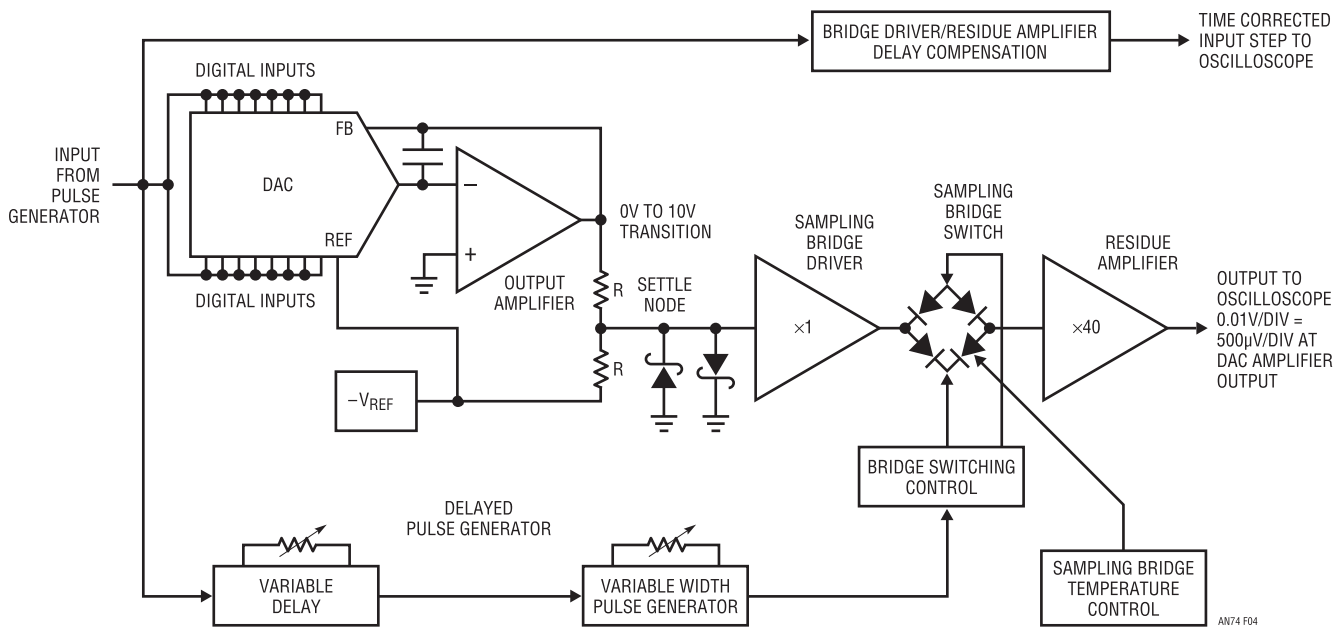 BRIDGE DRIVER/RESIDUE AMPLIFIER
DELAY COMPENSATION
TIME CORRECTED
INPUT STEP TO
OSCILLOSCOPE
DIGITAL INPUTS
FB
INPUT
FROM
PULSE
GENERATOR
DAC
REF
DIGITAL INPUTS
–
+
OUTPUT
AMPLIFIER
0V TO 10V
TRANSITION
R
SETTLE
NODE
R
–VREF
SAMPLING
BRIDGE
DRIVER
×1
SAMPLING
BRIDGE
SWITCH
RESIDUE
AMPLIFIER
×40
OUTPUT TO
OSCILLOSCOPE
0.01V/DIV =
500µV/DIV AT
DAC AMPLIFIER
OUTPUT
BRIDGE SWITCHING
CONTROL
DELAYED
PULSE GENERATOR
VARIABLE
DELAY
VARIABLE WIDTH
PULSE GENERATOR
SAMPLING BRIDGE
TEMPERATURE
CONTROL
AN74 F04